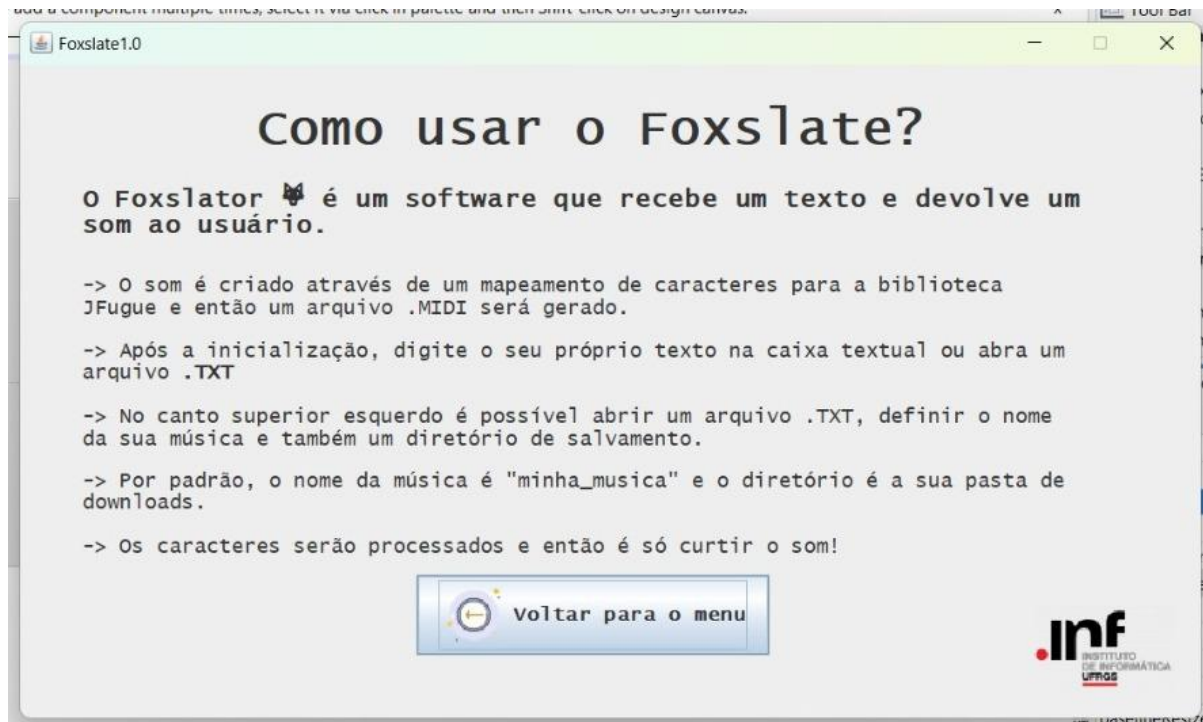 add a component multiple times, select it via click in palette and then Shift-click on design canvas.
x
Tool Bar
Foxslate1.0
Como usar o Foxslate?
O Foxslator é um software que recebe um texto e devolve um
som ao usuário.
-> O som é criado através de um mapeamento de caracteres para a biblioteca
JFugue e então um arquivo .MIDI será gerado.
-> Após a inicialização, digite o seu próprio texto na caixa textual ou abra um
arquivo .TXT
-> No canto superior esquerdo é possível abrir um arquivo .TXT, definir o nome
da sua música e também um diretório de salvamento.
-> Por padrão, o nome da música é "minha_musica" e o diretório é a sua pasta de
downloads.
-> Os caracteres serão processados e então é só curtir o som!
Voltar para o menu
.inf
INSTITUTO
DE INFORMÁTICA
UFRGS